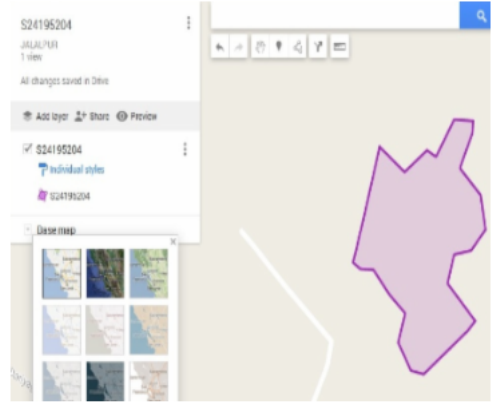 S24195204
JALALPUR
1 view
All changes saved in Drive
Add layer Share Preview
S24195204
Individual styles
S24195204
Base map